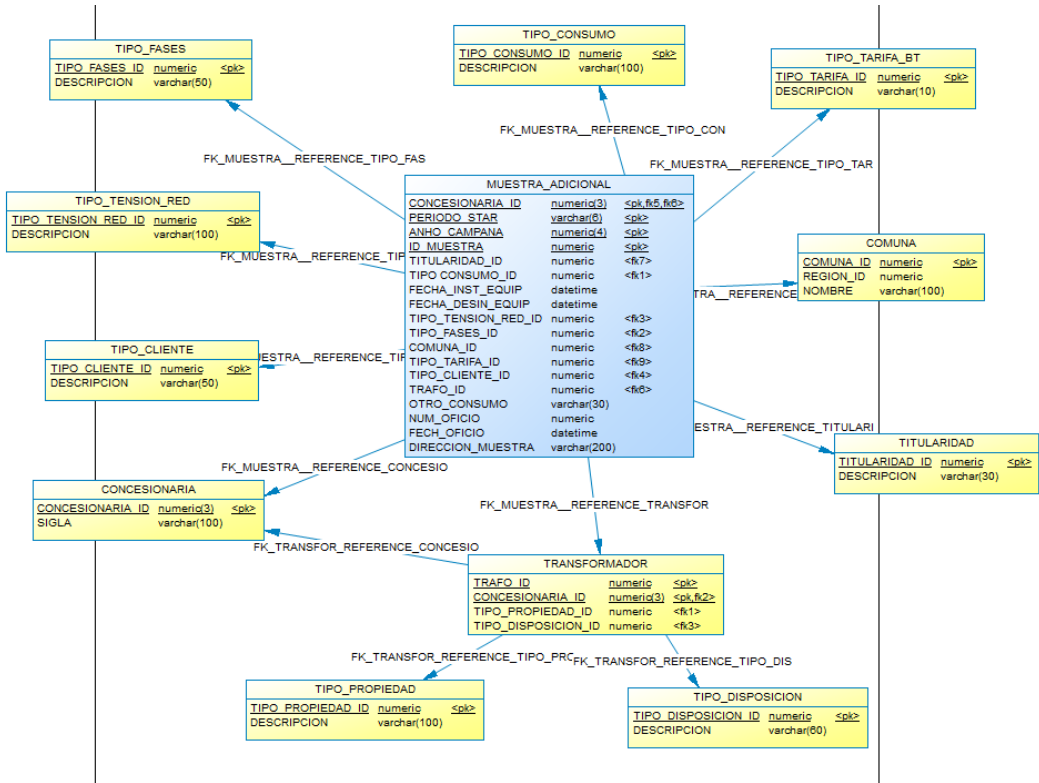 TIPO_FASES
TIPO_FASES_ID numeric <pk>
DESCRIPCION varchar(50)
TIPO_CONSUMO
TIPO_CONSUMO_ID numeric <pk>
DESCRIPCION varchar(100)
TIPO_TARIFA_BT
TIPO_TARIFA_ID numeric <pk>
DESCRIPCION varchar(10)
FK_MUESTRA__REFERENCE_TIPO_CON
FK_MUESTRA__REFERENCE_TIPO_FAS
FK_MUESTRA__REFERENCE_TIPO_TAR
TIPO_TENSION_RED
TIPO_TENSION_RED_ID numeric <pk>
DESCRIPCION varchar(100)
FK_MUESTRA__REFERENCE_TIP
MUESTRA_ADICIONAL
CONCESIONARIA_ID numeric(3) <pk,fk5,fk6>
PERIODO_STAR varchar(6) <pk>
ANHO_CAMPANA numeric(4) <pk>
ID_MUESTRA numeric <pk>
TITULARIDAD_ID numeric <fk7>
TIPO CONSUMO_ID numeric <fk1>
FECHA_INST_EQUIP datetime
FECHA_DESIN_EQUIP datetime
TIPO_TENSION_RED_ID numeric <fk3>
TIPO_FASES_ID numeric <fk2>
COMUNA_ID numeric <fk8>
TIPO_TARIFA_ID numeric <fk9>
TIPO_CLIENTE_ID numeric <fk4>
TRAFO_ID numeric <fk6>
OTRO_CONSUMO varchar(30)
NUM_OFICIO numeric
FECH_OFICIO datetime
DIRECCION_MUESTRA varchar(200)
COMUNA
COMUNA_ID numeric <pk>
REGION_ID numeric
NOMBRE varchar(100)
TRA__REFERENCE
TIPO_CLIENTE
TIPO_CLIENTE_ID numeric <pk>
DESCRIPCION varchar(50)
MUESTRA__REFERENCE_TIP
ESTRA__REFERENCE_TITULARI
TITULARIDAD
TITULARIDAD_ID numeric <pk>
DESCRIPCION varchar(30)
FK_MUESTRA__REFERENCE_CONCESIO
CONCESIONARIA
CONCESIONARIA_ID numeric(3) <pk>
SIGLA varchar(100)
FK_MUESTRA__REFERENCE_TRANSFOR
FK_TRANSFOR_REFERENCE_CONCESIO
TRANSFORMADOR
TRAFO_ID numeric <pk>
CONCESIONARIA_ID numeric(3) <pk,fk2>
TIPO_PROPIEDAD_ID numeric <fk1>
TIPO_DISPOSICION_ID numeric <fk3>
FK_TRANSFOR_REFERENCE_TIPO_PRO
FK_TRANSFOR_REFERENCE_TIPO_DIS
TIPO_PROPIEDAD
TIPO_PROPIEDAD_ID numeric <pk>
DESCRIPCION varchar(100)
TIPO_DISPOSICION
TIPO_DISPOSICION_ID numeric <pk>
DESCRIPCION varchar(60)